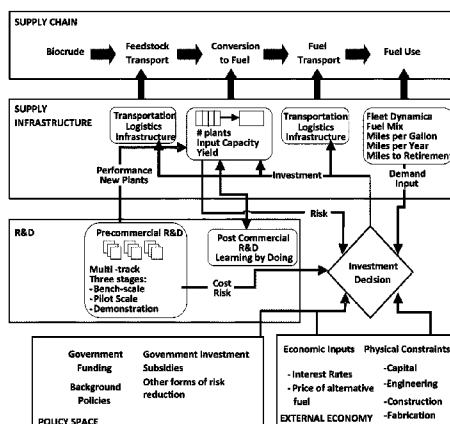 SUPPLY CHAIN
Biocrude
Feedstock
Transport
Conversion
to Fuel
Fuel
Transport
Fuel Use
SUPPLY
INFRASTRUCTURE
Transportation
Logistics
Infrastructure
# plants
Input Capacity
Yield
Transportation
Logistics
Infrastructure
Fleet Dynamica
Fuel Mix
Miles per Gallon
Miles per Year
Miles to Retirement
Performance
New Plants
Investment
Demand
Input
R&D
Precommercial R&D
Multi -track
Three stages:
-Bench-scale
-Pilot Scale
-Demonstration
Post Commercial
R&D
Learning by Doing
Risk
Cost
Risk
Investment
Decision
Government
Funding
Background
Policies
Government Investment
Subsidies
Other forms of risk
reduction
POLICY SPACE
Economic Inputs
- Interest Rates
- Price of alternative
fuel
EXTERNAL ECONOMY
Physical Constraints
-Capital
-Engineering
-Construction
-Fabrication